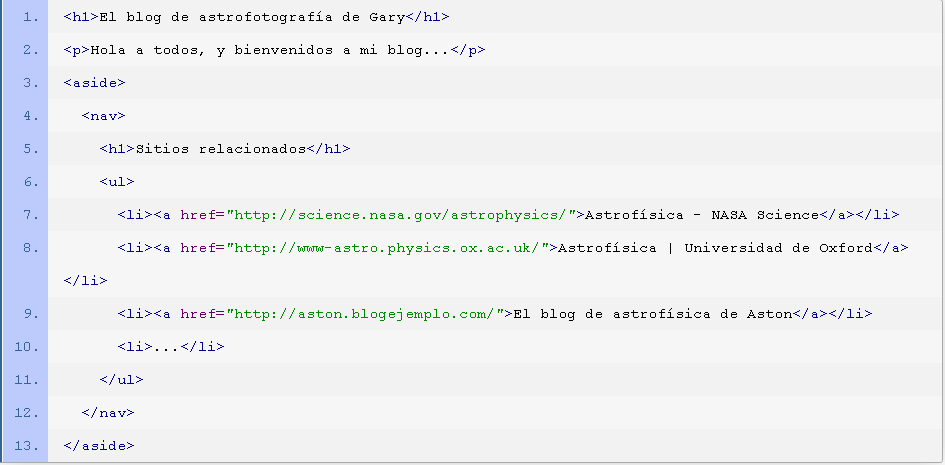 1. <h1>El blog de astrofotografía de Gary</h1>
2. <p>Hola a todos, y bienvenidos a mi blog...</p>
3. <aside>
4. <nav>
5. <h1>Sitios relacionados</h1>
6. <ul>
7. <li><a href="http://science.nasa.gov/astrophysics/">Astrofísica - NASA Science</a></li>
8. <li><a href="http://www-astro.physics.ox.ac.uk/">Astrofísica | Universidad de Oxford</a>
</li>
9. <li><a href="http://aston.blogejemplo.com/">El blog de astrofísica de Aston</a></li>
10. <li>...</li>
11. </ul>
12. </nav>
13. </aside>